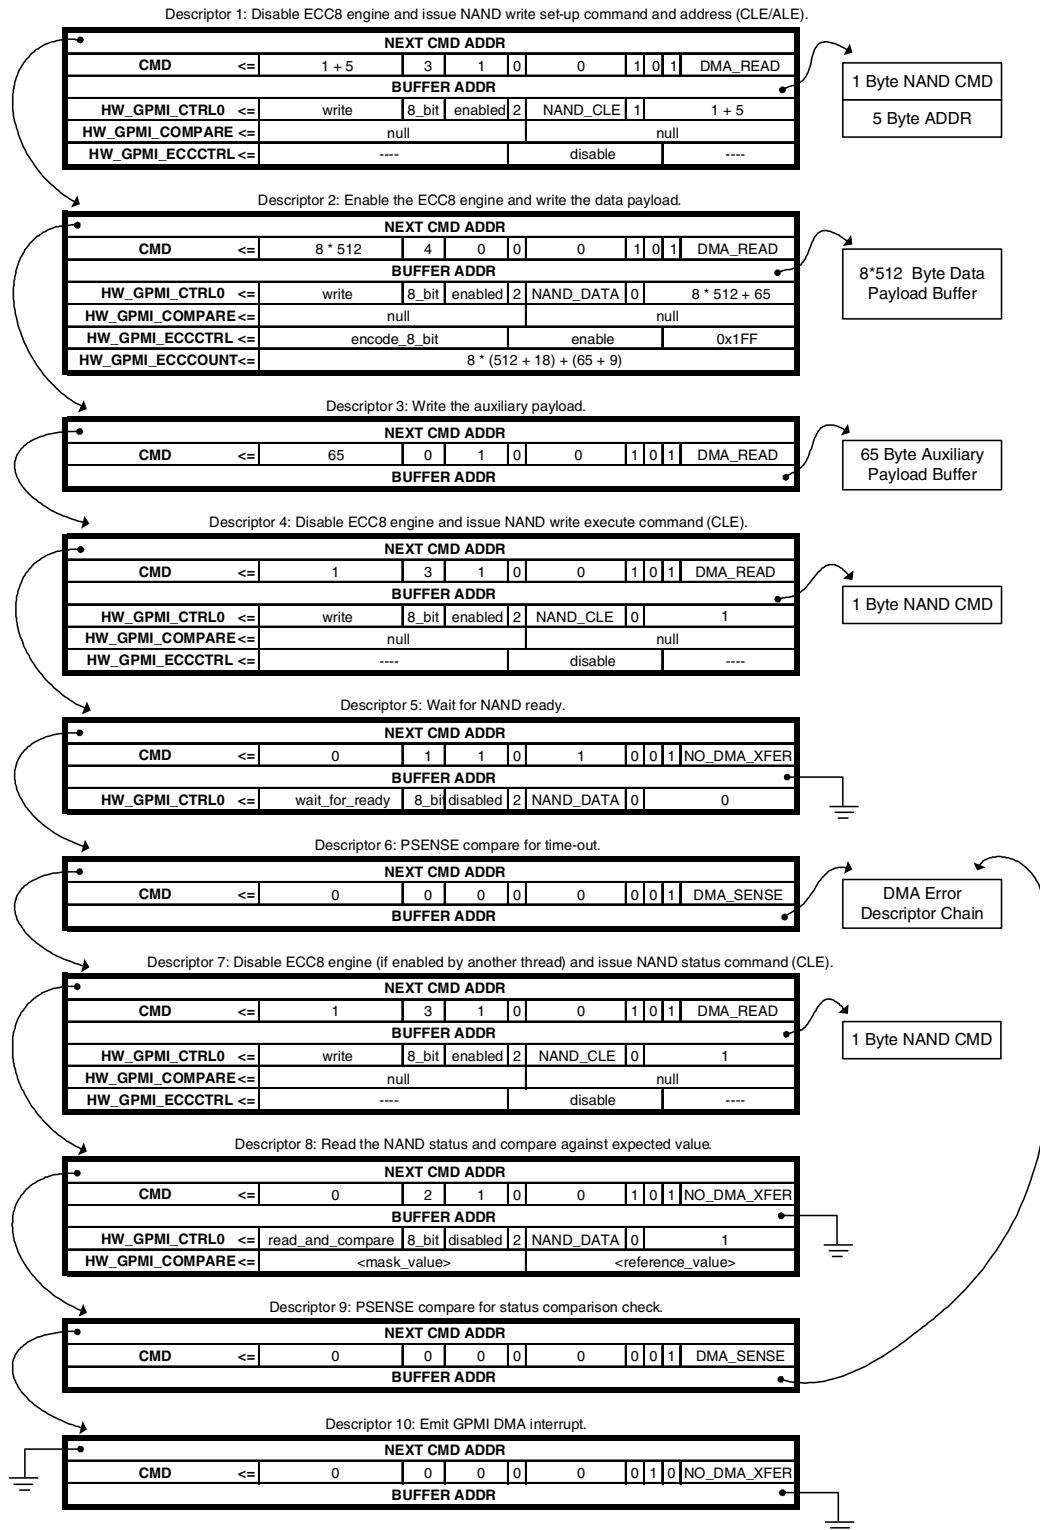 Descriptor 1: Disable ECC8 engine and issue NAND write set-up command and address (CLE/ALE).
NEXT CMD ADDR
CMD <= 1 + 5 3 1 0 0 1 0 1 DMA_READ
BUFFER ADDR
HW_GPMI_CTRL0 <= write 8_bit enabled 2 NAND_CLE 1 1 + 5
HW_GPMI_COMPARE <= null null
HW_GPMI_ECCCTRL <= ---- disable ----
1 Byte NAND CMD
5 Byte ADDR
Descriptor 2: Enable the ECC8 engine and write the data payload.
NEXT CMD ADDR
CMD <= 8 * 512 4 0 0 0 1 0 1 DMA_READ
BUFFER ADDR
HW_GPMI_CTRL0 <= write 8_bit enabled 2 NAND_DATA 0 8 * 512 + 65
HW_GPMI_COMPARE<= null null
HW_GPMI_ECCCTRL <= encode_8_bit enable 0x1FF
HW_GPMI_ECCCOUNT<= 8 * (512 + 18) + (65 + 9)
8*512 Byte Data
Payload Buffer
Descriptor 3: Write the auxiliary payload.
NEXT CMD ADDR
CMD <= 65 0 1 0 0 1 0 1 DMA_READ
BUFFER ADDR
65 Byte Auxiliary
Payload Buffer
Descriptor 4: Disable ECC8 engine and issue NAND write execute command (CLE).
NEXT CMD ADDR
CMD <= 1 3 1 0 0 1 0 1 DMA_READ
BUFFER ADDR
HW_GPMI_CTRL0 <= write 8_bit enabled 2 NAND_CLE 0 1
HW_GPMI_COMPARE<= null null
HW_GPMI_ECCCTRL <= ---- disable ----
1 Byte NAND CMD
Descriptor 5: Wait for NAND ready.
NEXT CMD ADDR
CMD <= 0 1 1 0 1 0 0 1 NO_DMA_XFER
BUFFER ADDR
HW_GPMI_CTRL0 <= wait_for_ready 8_bit disabled 2 NAND_DATA 0 0
Descriptor 6: PSENSE compare for time-out.
NEXT CMD ADDR
CMD <= 0 0 0 0 0 0 0 1 DMA_SENSE
BUFFER ADDR
DMA Error
Descriptor Chain
Descriptor 7: Disable ECC8 engine (if enabled by another thread) and issue NAND status command (CLE).
NEXT CMD ADDR
CMD <= 1 3 1 0 0 1 0 1 DMA_READ
BUFFER ADDR
HW_GPMI_CTRL0 <= write 8_bit enabled 2 NAND_CLE 0 1
HW_GPMI_COMPARE<= null null
HW_GPMI_ECCCTRL <= ---- disable ----
1 Byte NAND CMD
Descriptor 8: Read the NAND status and compare against expected value.
NEXT CMD ADDR
CMD <= 0 2 1 0 0 1 0 1 NO_DMA_XFER
BUFFER ADDR
HW_GPMI_CTRL0 <= read_and_compare 8_bit disabled 2 NAND_DATA 0 1
HW_GPMI_COMPARE<= <mask_value> <reference_value>
Descriptor 9: PSENSE compare for status comparison check.
NEXT CMD ADDR
CMD <= 0 0 0 0 0 0 0 1 DMA_SENSE
BUFFER ADDR
Descriptor 10: Emit GPMI DMA interrupt.
NEXT CMD ADDR
CMD <= 0 0 0 0 0 0 1 0 NO_DMA_XFER
BUFFER ADDR